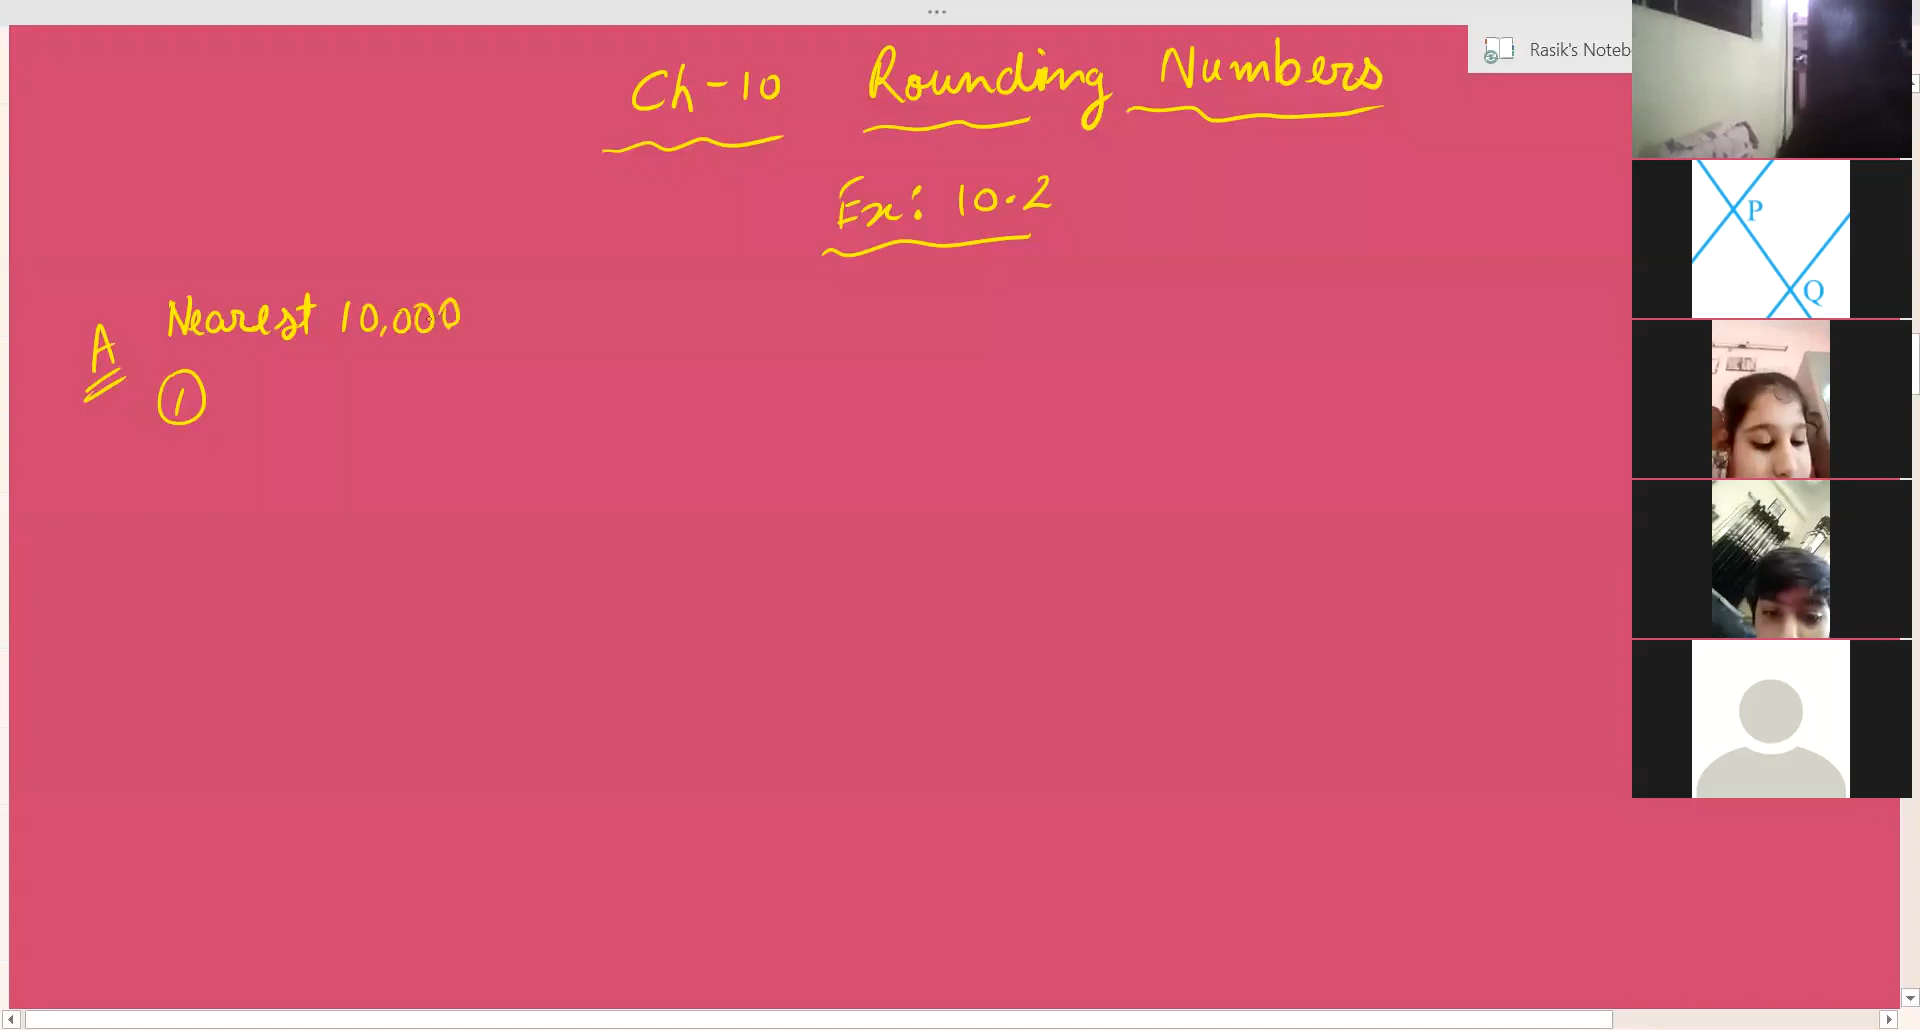 Ch-10 Rounding Numbers
Rasik's Noteb
Ex: 10.2
A Nearest 10,000
①
P
Q